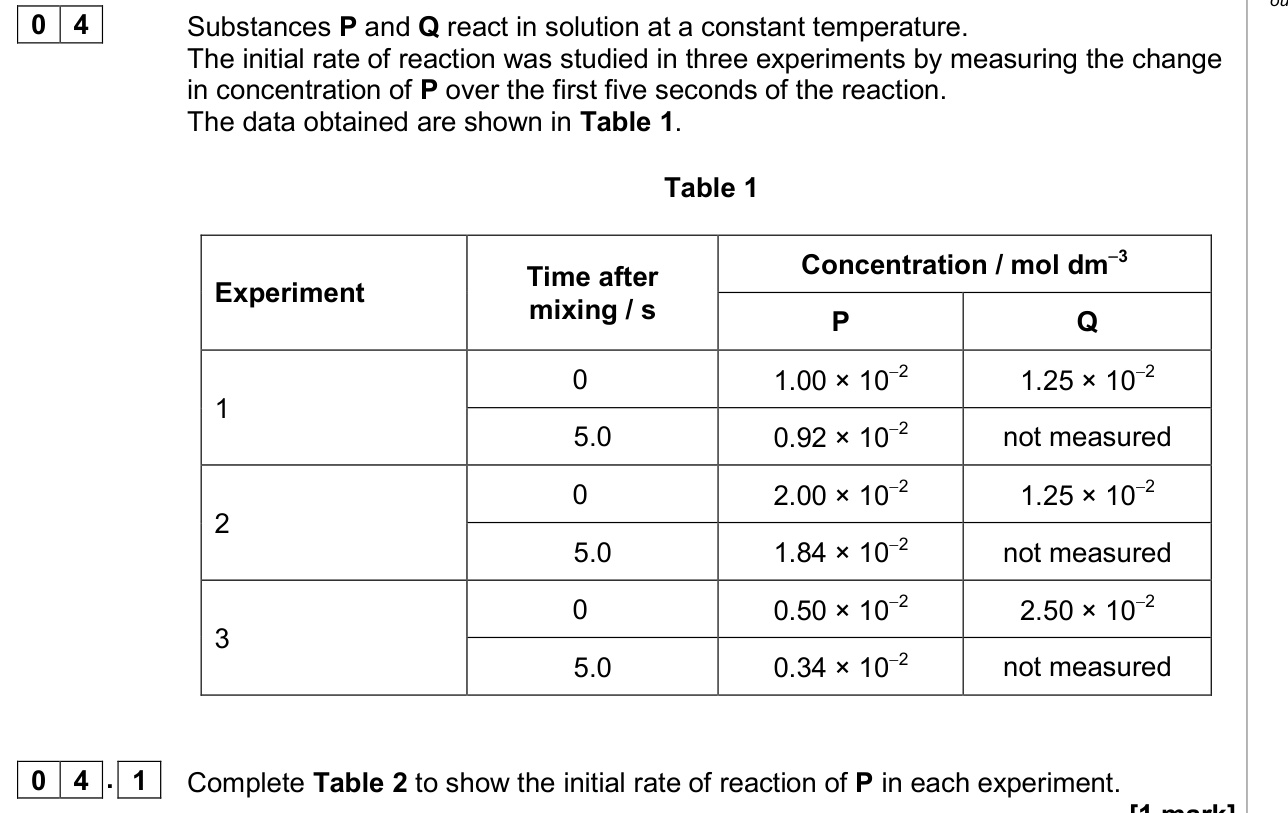 ou
0 4 Substances P and Q react in solution at a constant temperature.
The initial rate of reaction was studied in three experiments by measuring the change
in concentration of P over the first five seconds of the reaction.
The data obtained are shown in Table 1.
Table 1
Experiment Time after mixing / s Concentration / mol dm⁻³
P Q
1 0 1.00 × 10⁻² 1.25 × 10⁻²
5.0 0.92 × 10⁻² not measured
2 0 2.00 × 10⁻² 1.25 × 10⁻²
5.0 1.84 × 10⁻² not measured
3 0 0.50 × 10⁻² 2.50 × 10⁻²
5.0 0.34 × 10⁻² not measured
0 4 . 1 Complete Table 2 to show the initial rate of reaction of P in each experiment.
[1 mark]